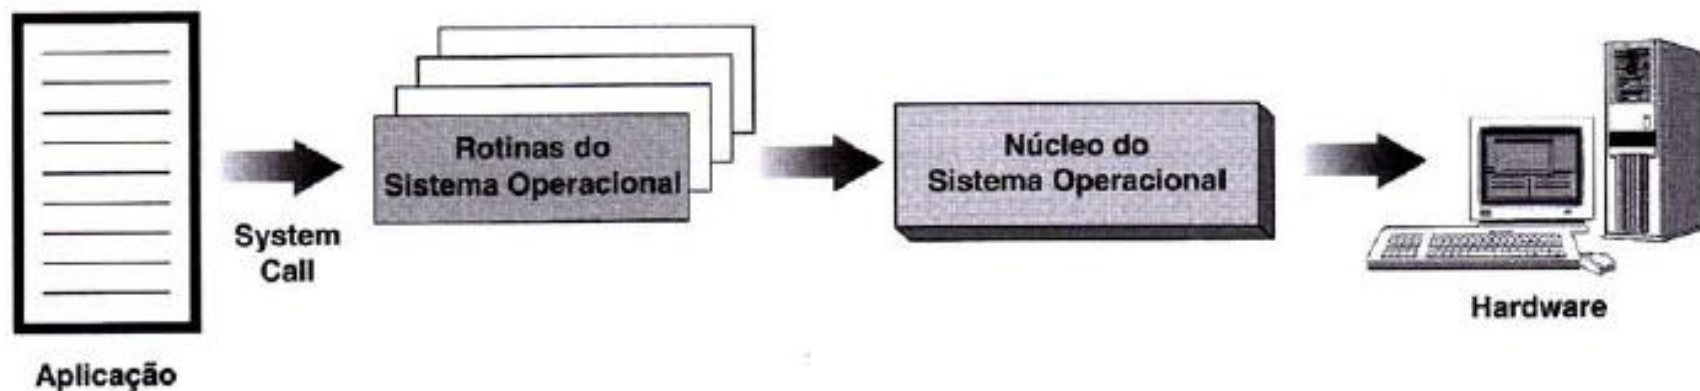 Rotinas do
Sistema Operacional
Núcleo do
Sistema Operacional
System
Call
Hardware
Aplicação